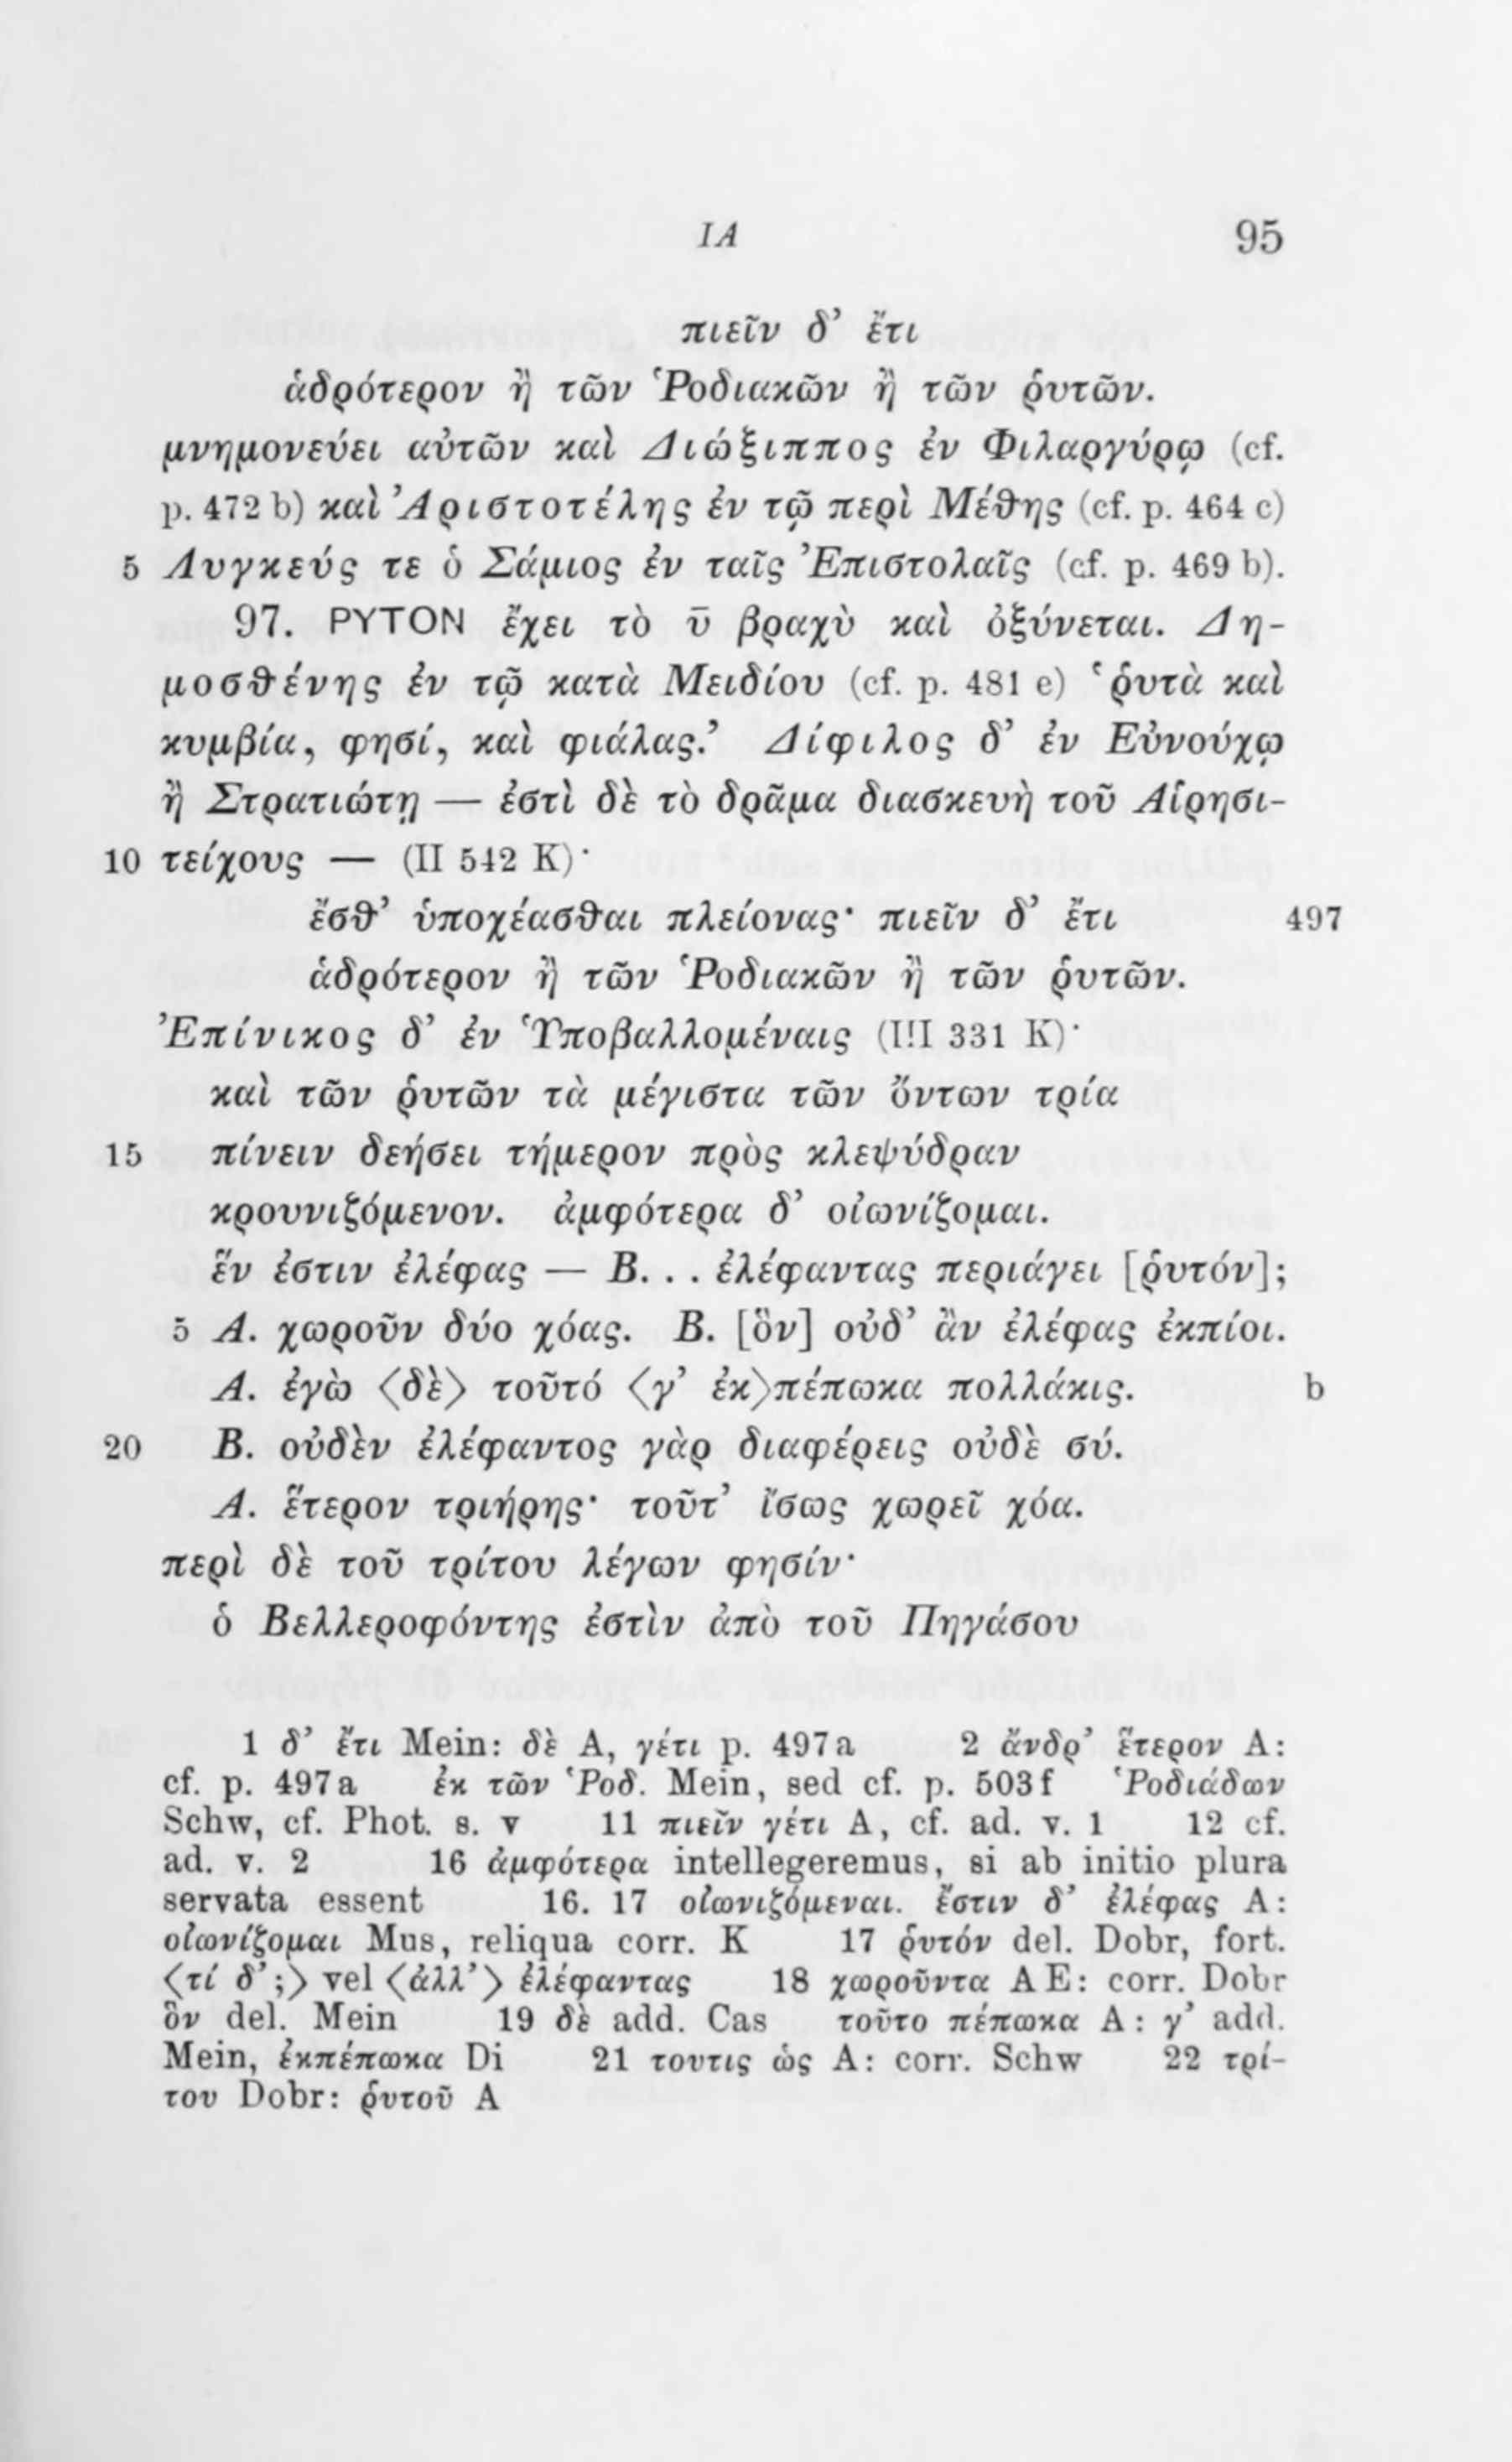 ΙΑ 95
πιεῖν δ’ ἔτι
ἁδρότερον ἢ τῶν Ῥοδιακῶν ἢ τῶν ῥυτῶν.
μνημονεύει αὐτῶν καὶ Διώξιππος ἐν Φιλαργύρῳ (cf.
p. 472 b) καὶ Ἀριστοτέλης ἐν τῷ περὶ Μέθης (cf. p. 464 c)
5 Λυγκεύς τε ὁ Σάμιος ἐν ταῖς Ἐπιστολαῖς (cf. p. 469 b).
97. ΡΥΤΟΝ ἔχει τὸ ῡ βραχὺ καὶ ὀξύνεται. Δη-
μοσθένης ἐν τῷ κατὰ Μειδίου (cf. p. 481 e) ‘ῥυτὰ καὶ
κυμβία, φησί, καὶ φιάλας.’ Δίφιλος δ’ ἐν Εὐνούχῳ
ἢ Στρατιώτῃ — ἐστὶ δὲ τὸ δρᾶμα διασκευὴ τοῦ Αἱρησι-
10 τείχους — (II 542 K)·
ἔσθ’ ὑποχέασθαι πλείονας· πιεῖν δ’ ἔτι 497
ἁδρότερον ἢ τῶν Ῥοδιακῶν ἢ τῶν ῥυτῶν.
Ἐπίνικος δ’ ἐν Ὑποβαλλομέναις (III 331 K)·
καὶ τῶν ῥυτῶν τὰ μέγιστα τῶν ὄντων τρία
15 πίνειν δεήσει τήμερον πρὸς κλεψύδραν
κρουνιζόμενον. ἀμφότερα δ’ οἰωνίζομαι.
ἕν ἐστιν ἐλέφας — Β. . . ἐλέφαντας περιάγει [ῥυτόν];
5 Α. χωροῦν δύο χόας. Β. [ὃν] οὐδ’ ἂν ἐλέφας ἐκπίοι.
Α. ἐγὼ ⟨δὲ⟩ τοῦτό ⟨γ’ ἐκ⟩πέπωκα πολλάκις. b
20 Β. οὐδὲν ἐλέφαντος γὰρ διαφέρεις οὐδὲ σύ.
Α. ἕτερον τριήρης· τοῦτ’ ἴσως χωρεῖ χόα.
περὶ δὲ τοῦ τρίτου λέγων φησίν·
ὁ Βελλεροφόντης ἐστὶν ἀπὸ τοῦ Πηγάσου
1 δ’ ἔτι Mein: δὲ A, γέτι p. 497a 2 ἄνδρ’ ἕτερον A:
cf. p. 497a ἐκ τῶν Ῥοδ. Mein, sed cf. p. 503f Ῥοδιάδων
Schw, cf. Phot. s. v 11 πιεῖν γέτι A, cf. ad. v. 1 12 cf.
ad. v. 2 16 ἀμφότερα intellegeremus, si ab initio plura
servata essent 16. 17 οἰωνιζόμεναι. ἔστιν δ’ ἐλέφας A:
οἰωνίζομαι Mus, reliqua corr. K 17 ῥυτόν del. Dobr, fort.
⟨τί δ’;⟩ vel ⟨ἀλλ’⟩ ἐλέφαντας 18 χωροῦντα AE: corr. Dobr
ὃν del. Mein 19 δὲ add. Cas τοῦτο πέπωκα A: γ’ add.
Mein, ἐκπέπωκα Di 21 τουτις ὡς A: corr. Schw 22 τρί-
του Dobr: ῥυτοῦ A